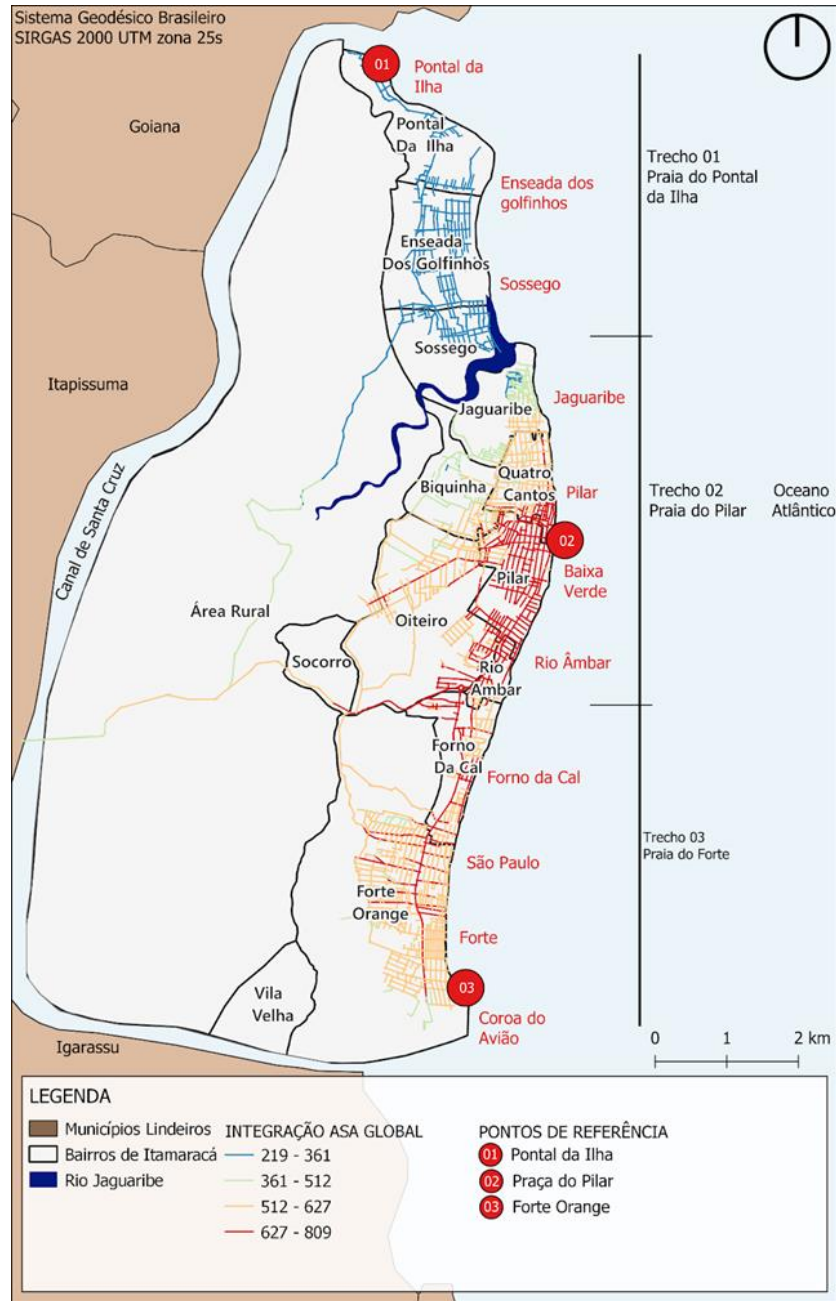 Sistema Geodésico Brasileiro
SIRGAS 2000 UTM zona 25s
01
Pontal da
Ilha
Goiana
Pontal
Da Ilha
Trecho 01
Praia do Pontal
da Ilha
Enseada dos
golfinhos
Enseada
Dos Golfinhos
Sossego
Sossego
Itapissuma
Jaguaribe
Jaguaribe
Quatro
Cantos
Biquinha
Pilar
Trecho 02
Praia do Pilar
Oceano
Atlântico
Canal de Santa Cruz
02
Baixa
Verde
Pilar
Área Rural
Oiteiro
Socorro
Rio
Ambar
Rio Âmbar
Forno
Da Cal
Forno da Cal
Trecho 03
Praia do Forte
São Paulo
Forte
Orange
Forte
03
Vila
Velha
Coroa do
Avião
Igarassu
0 1 2 km
LEGENDA
Municípios Lindeiros
Bairros de Itamaracá
Rio Jaguaribe
INTEGRAÇÃO ASA GLOBAL
219 - 361
361 - 512
512 - 627
627 - 809
PONTOS DE REFERÊNCIA
01 Pontal da Ilha
02 Praça do Pilar
03 Forte Orange